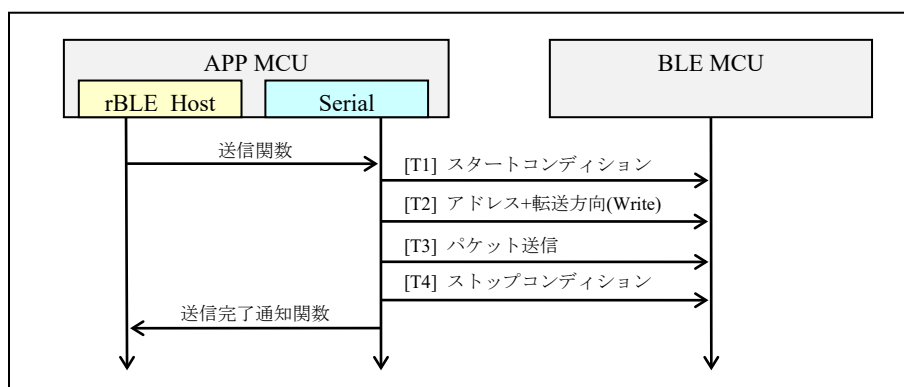 APP MCU
BLE MCU
rBLE_Host
Serial
送信関数
[T1] スタートコンディション
[T2] アドレス+転送方向(Write)
[T3] パケット送信
[T4] ストップコンディション
送信完了通知関数